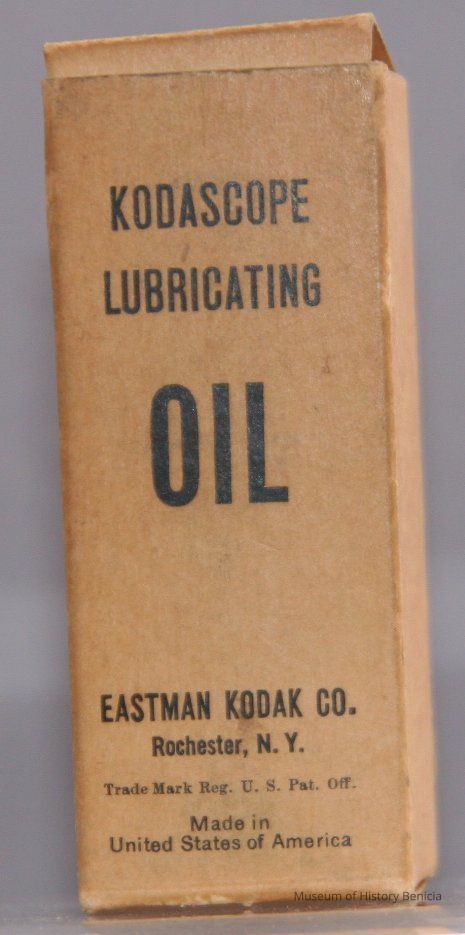 KODASCOPE
LUBRICATING
OIL
EASTMAN KODAK CO.
Rochester, N. Y.
Trade Mark Reg. U. S. Pat. Off.
Made in
United States of America
Museum of History Benicia